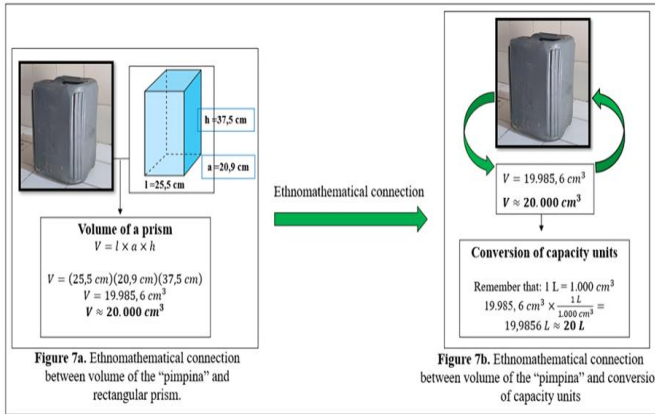 h =37,5 cm
a=20,9 cm
l=25,5 cm
Volume of a prism
V = l x a x h
V = (25,5 cm)(20,9 cm)(37,5 cm)
V = 19.985,6 cm³
V ≈ 20.000 cm³
Figure 7a. Ethnomathematical connection
between volume of the “pimpina” and
rectangular prism.
Ethnomathematical connection
V = 19.985,6 cm³
V ≈ 20.000 cm³
Conversion of capacity units
Remember that: 1 L = 1.000 cm³
19.985, 6 cm³ × 1 L / 1.000 cm³ =
19,9856 L ≈ 20 L
Figure 7b. Ethnomathematical connection
between volume of the “pimpina” and conversio
of capacity units